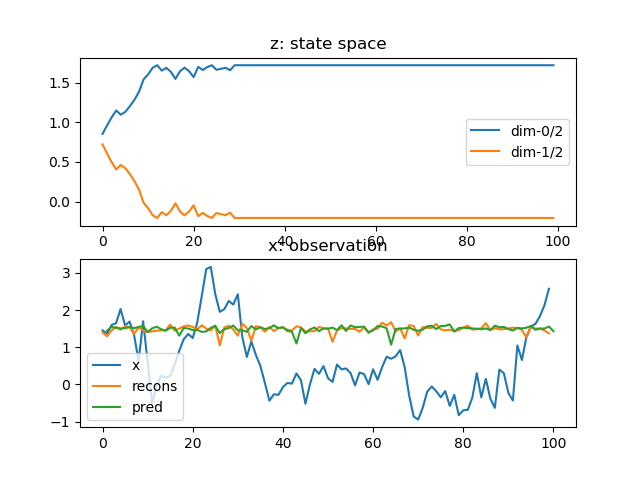 z: state space
1.5
1.0
0.5
0.0
dim-0/2
dim-1/2
0 20 40 60 80 100
x: observation
3
2
1
0
−1
x
recons
pred
0 20 40 60 80 100